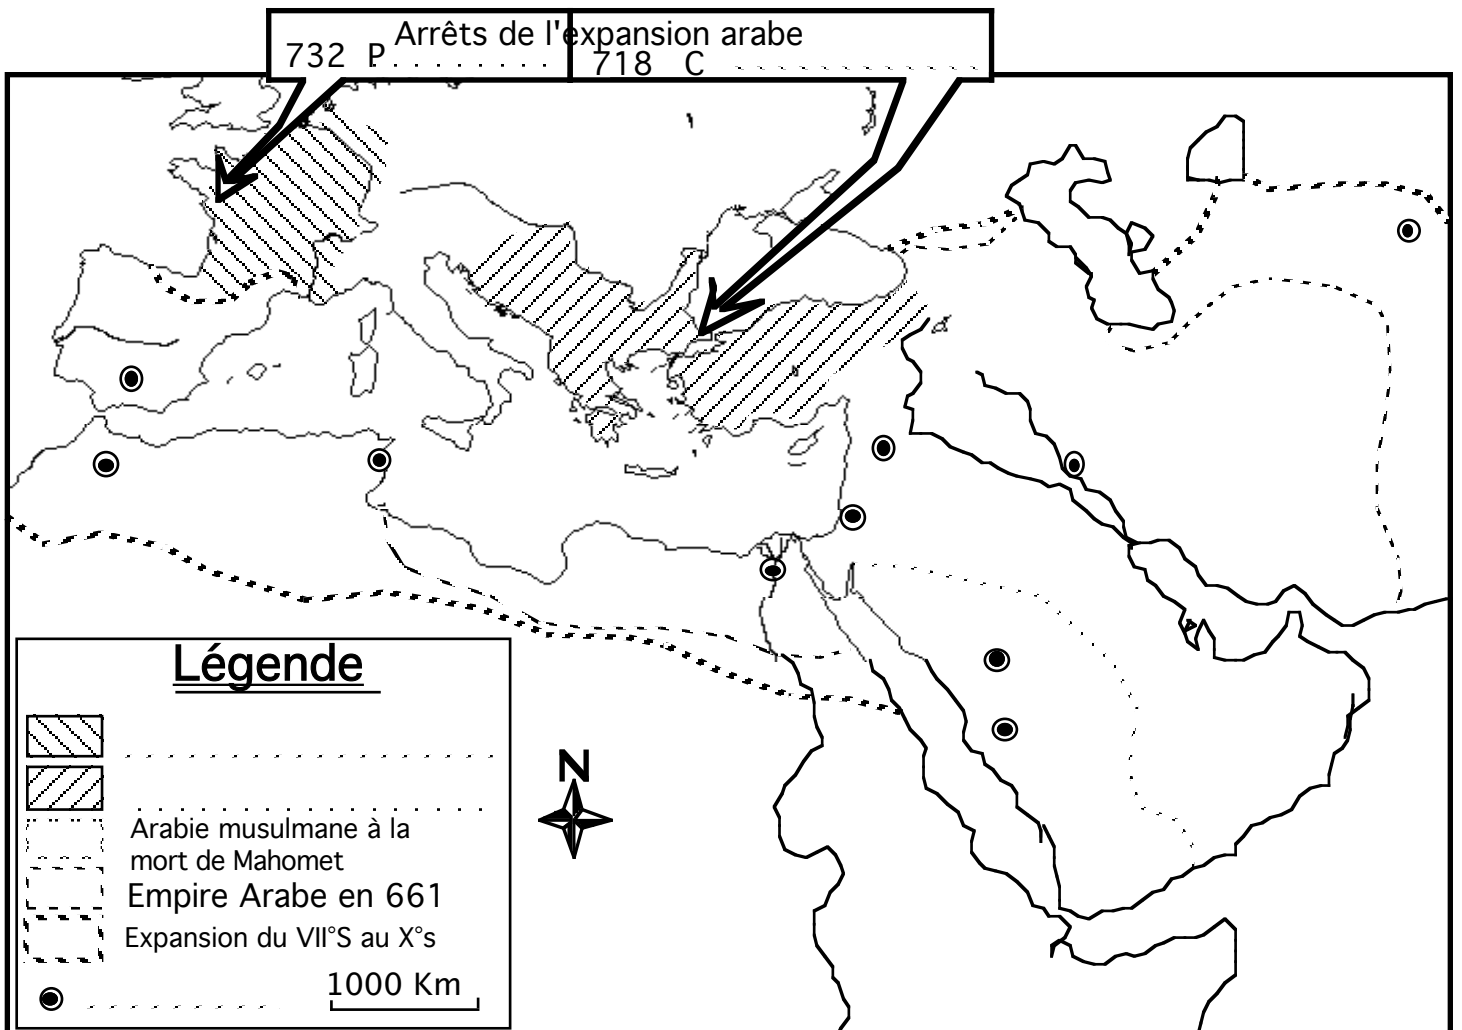 Arrêts de l'expansion arabe
732 P. . . . . . . . 718 C . . . . . . . . . . . . . . . . .
Légende
. . . . . . . . . . . . . . . . . . . . . .
. . . . . . . . . . . . . . . . . .
Arabie musulmane à la
mort de Mahomet
Empire Arabe en 661
Expansion du VII°S au X°s
. . . . . . . . . . . .
1000 Km
N